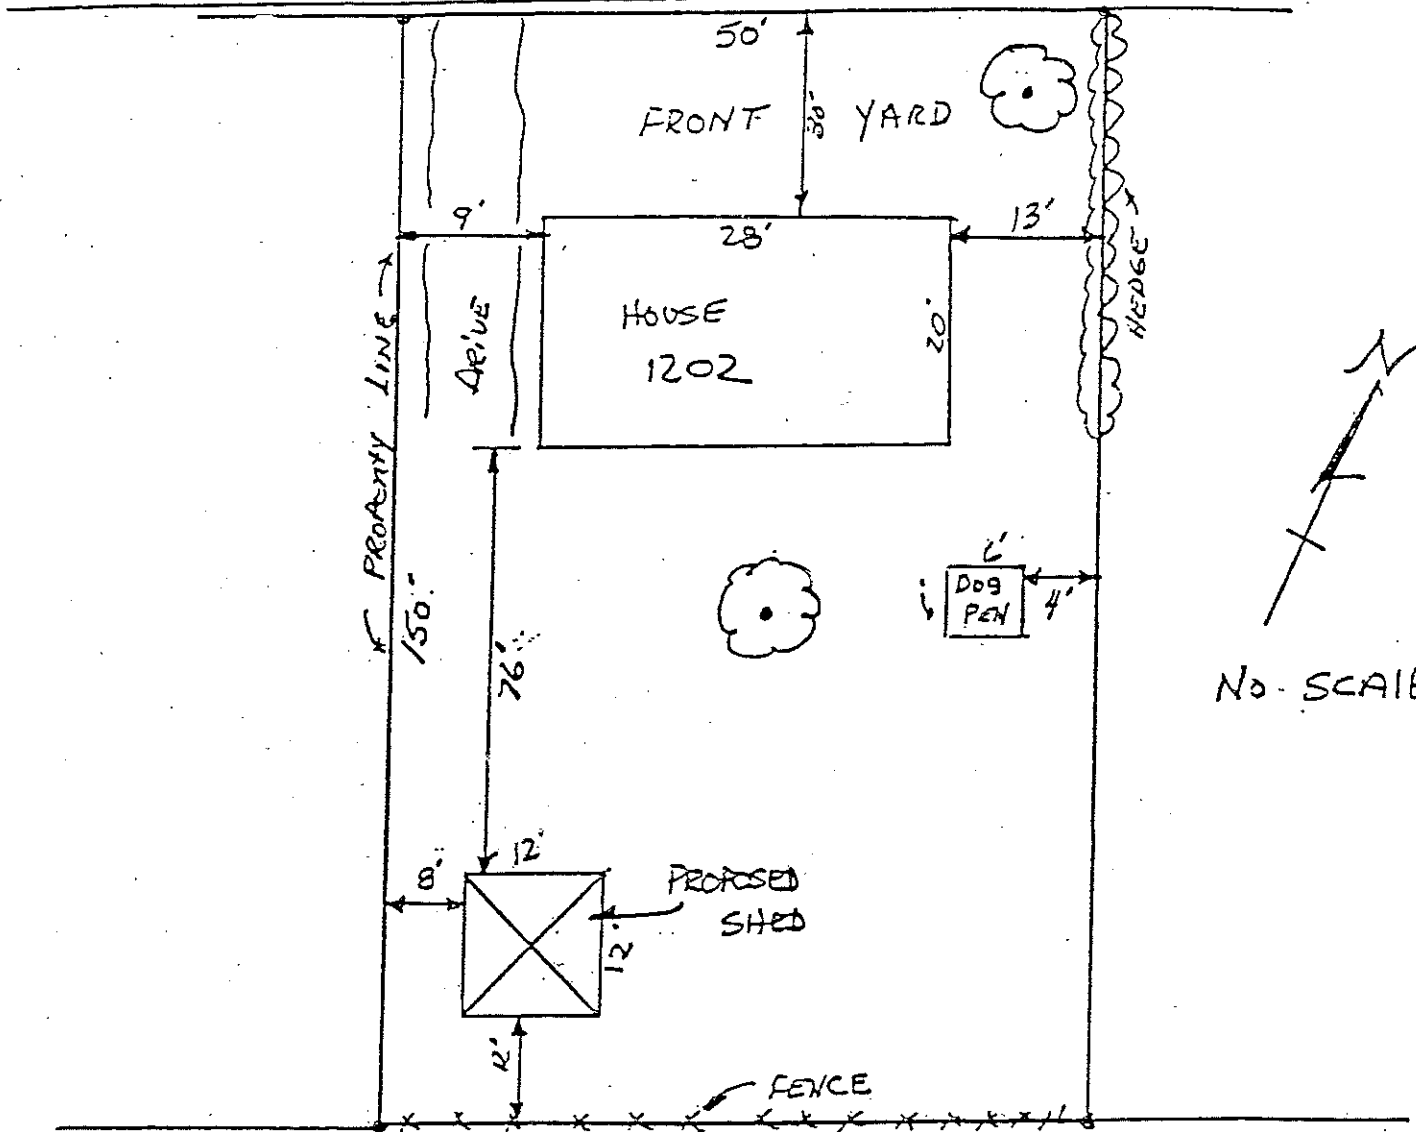 50'
FRONT YARD
30'
9'
28'
13'
HOUSE
1202
20'
DRIVE
HEDGE
PROPERTY LINE
150'
N
6'
DOG
PEN
4'
76'
NO SCALE
12'
8'
PROPOSED
SHED
12'
12'
FENCE